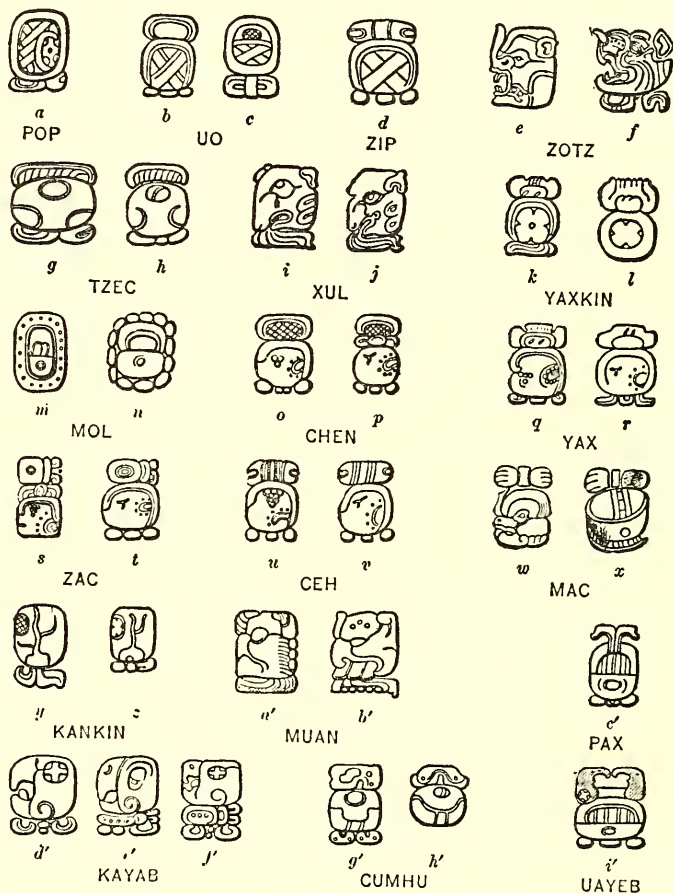 a b c d e f
POP UO ZIP ZOTZ
g h i j k l
TZEC XUL YAXKIN
m n o p q r
MOL CHEN YAX
s t u v w x
ZAC CEH MAC
y z a' b' c'
KANKIN MUAN PAX
d' e' f' g' h' i'
KAYAB CUMHU UAYEB